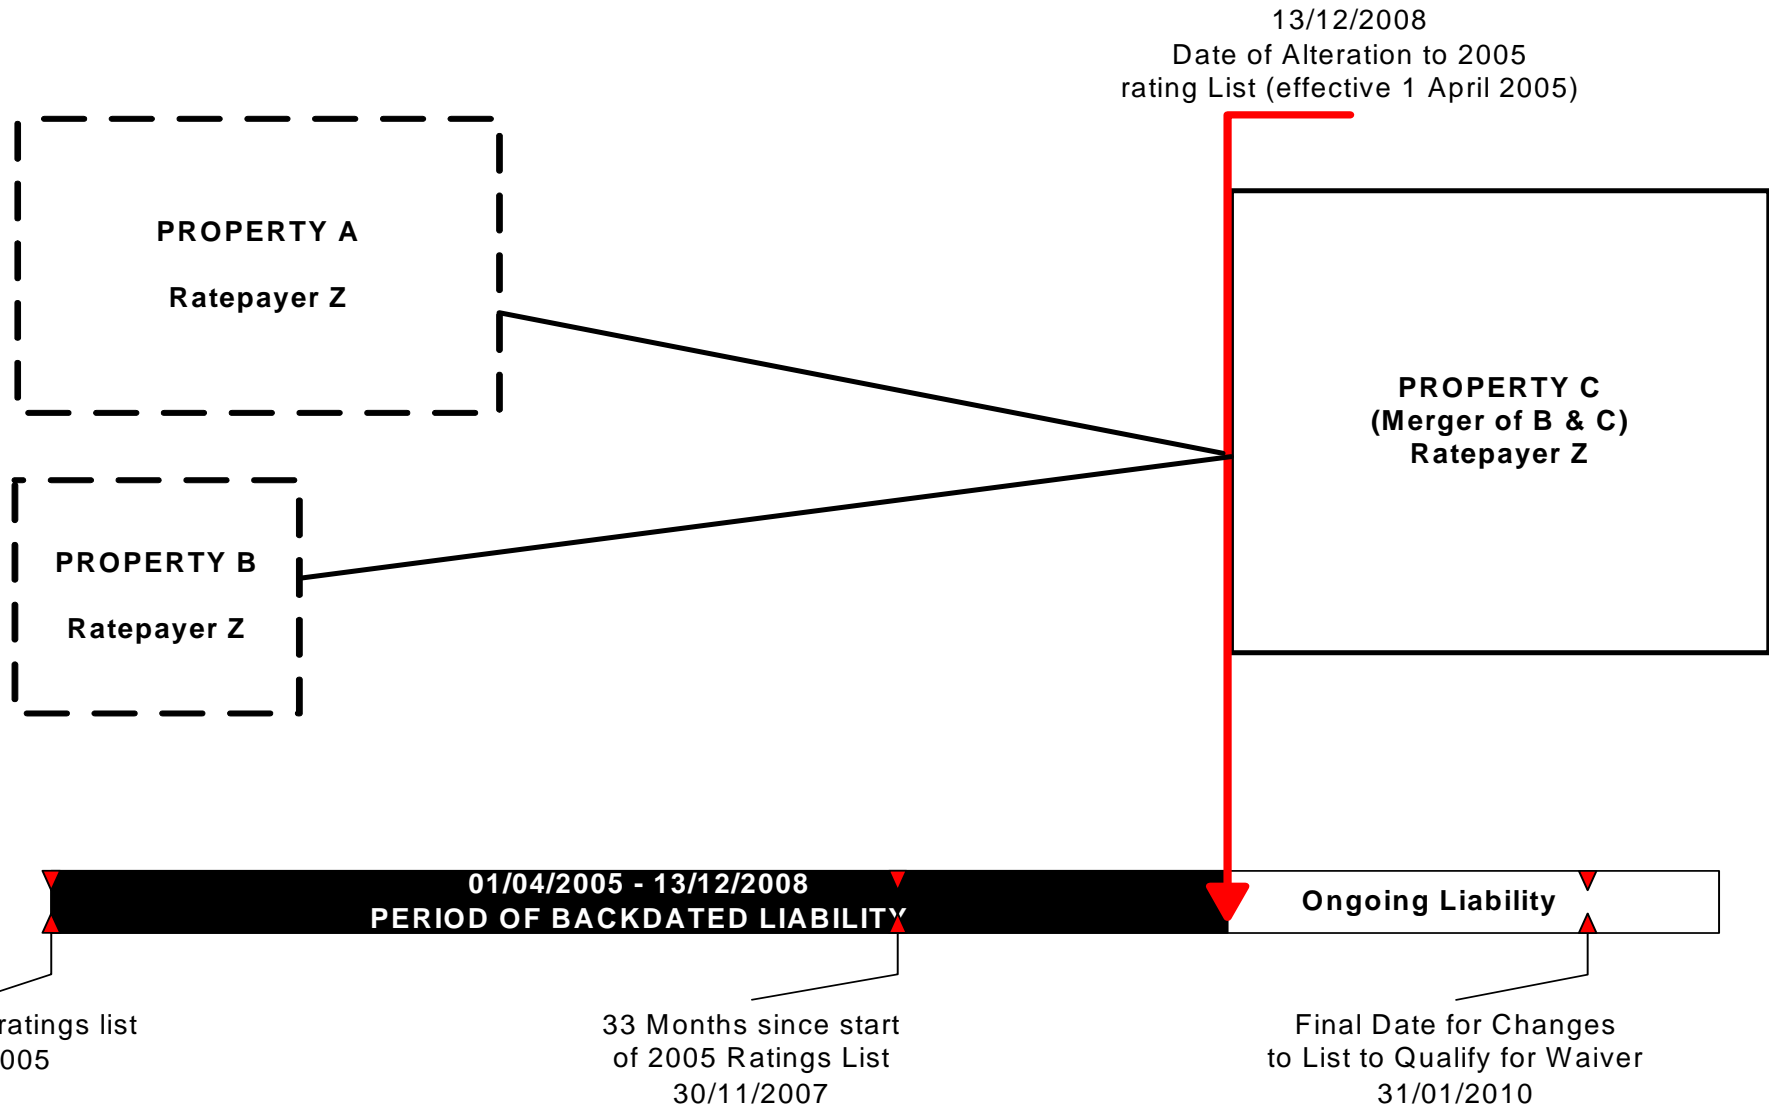 13/12/2008
Date of Alteration to 2005
rating List (effective 1 April 2005)
PROPERTY A
Ratepayer Z
PROPERTY C
(Merger of B & C)
Ratepayer Z
PROPERTY B
Ratepayer Z
01/04/2005 - 13/12/2008
PERIOD OF BACKDATED LIABILITY
Ongoing Liability
ratings list
005
33 Months since start
of 2005 Ratings List
30/11/2007
Final Date for Changes
to List to Qualify for Waiver
31/01/2010